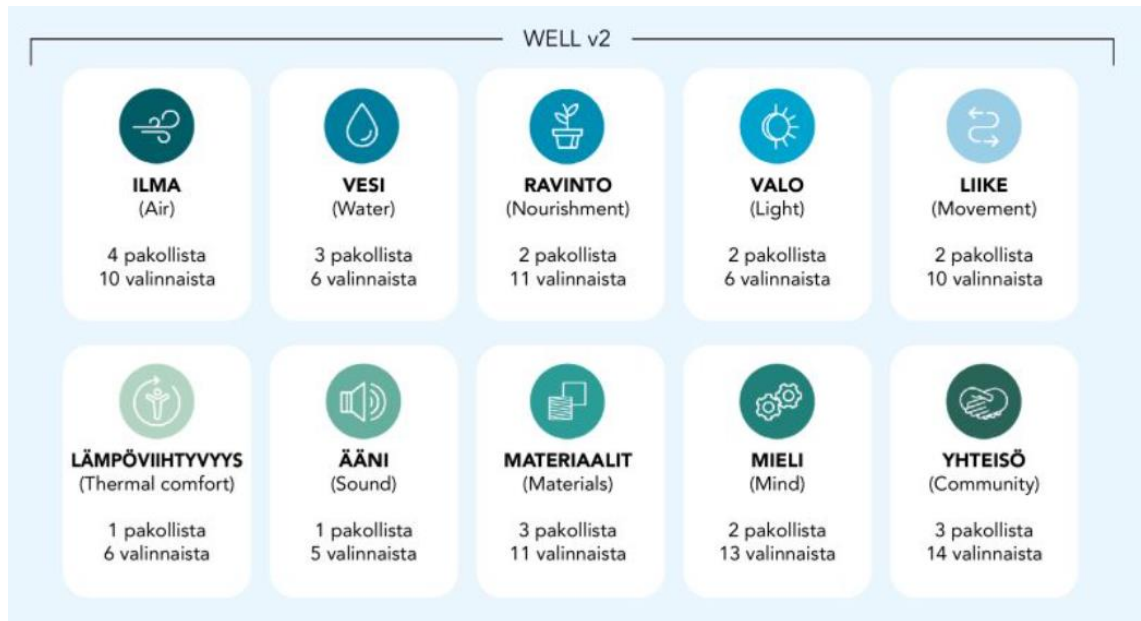 WELL v2
ILMA
(Air)
4 pakollista
10 valinnaista
VESI
(Water)
3 pakollista
6 valinnaista
RAVINTO
(Nourishment)
2 pakollista
11 valinnaista
VALO
(Light)
2 pakollista
6 valinnaista
LIIKE
(Movement)
2 pakollista
10 valinnaista
LÄMPÖVIIHTYVYYS
(Thermal comfort)
1 pakollista
6 valinnaista
ÄÄNI
(Sound)
1 pakollista
5 valinnaista
MATERIAALIT
(Materials)
3 pakollista
11 valinnaista
MIELI
(Mind)
2 pakollista
13 valinnaista
YHTEISÖ
(Community)
3 pakollista
14 valinnaista